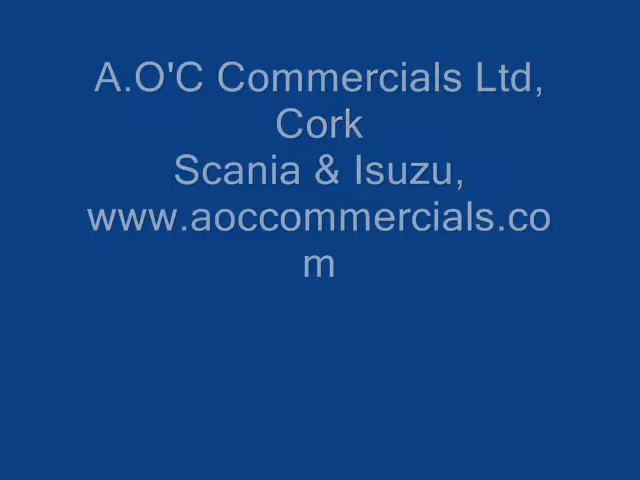 A.O'C Commercials Ltd,
Cork
Scania & Isuzu,
www.aoccommercials.co
m